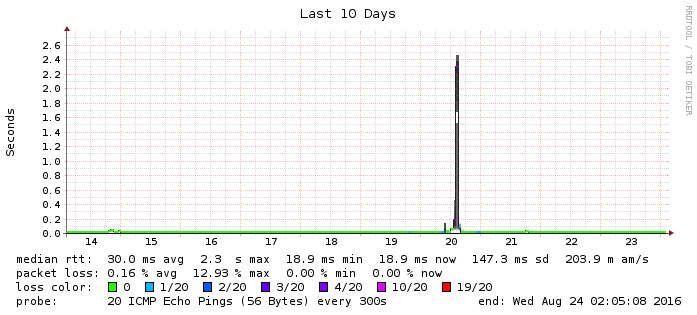 Last 10 Days
RRDTOOL / TOBI OETIKER
Seconds
2.6
2.4
2.2
2.0
1.8
1.6
1.4
1.2
1.0
0.8
0.6
0.4
0.2
0.0
14 15 16 17 18 19 20 21 22 23
median rtt: 30.0 ms avg 2.3 s max 18.9 ms min 18.9 ms now 147.3 ms sd 203.9 m am/s
packet loss: 0.16 % avg 12.93 % max 0.00 % min 0.00 % now
loss color: 0 1/20 2/20 3/20 4/20 10/20 19/20
probe: 20 ICMP Echo Pings (56 Bytes) every 300s end: Wed Aug 24 02:05:08 2016